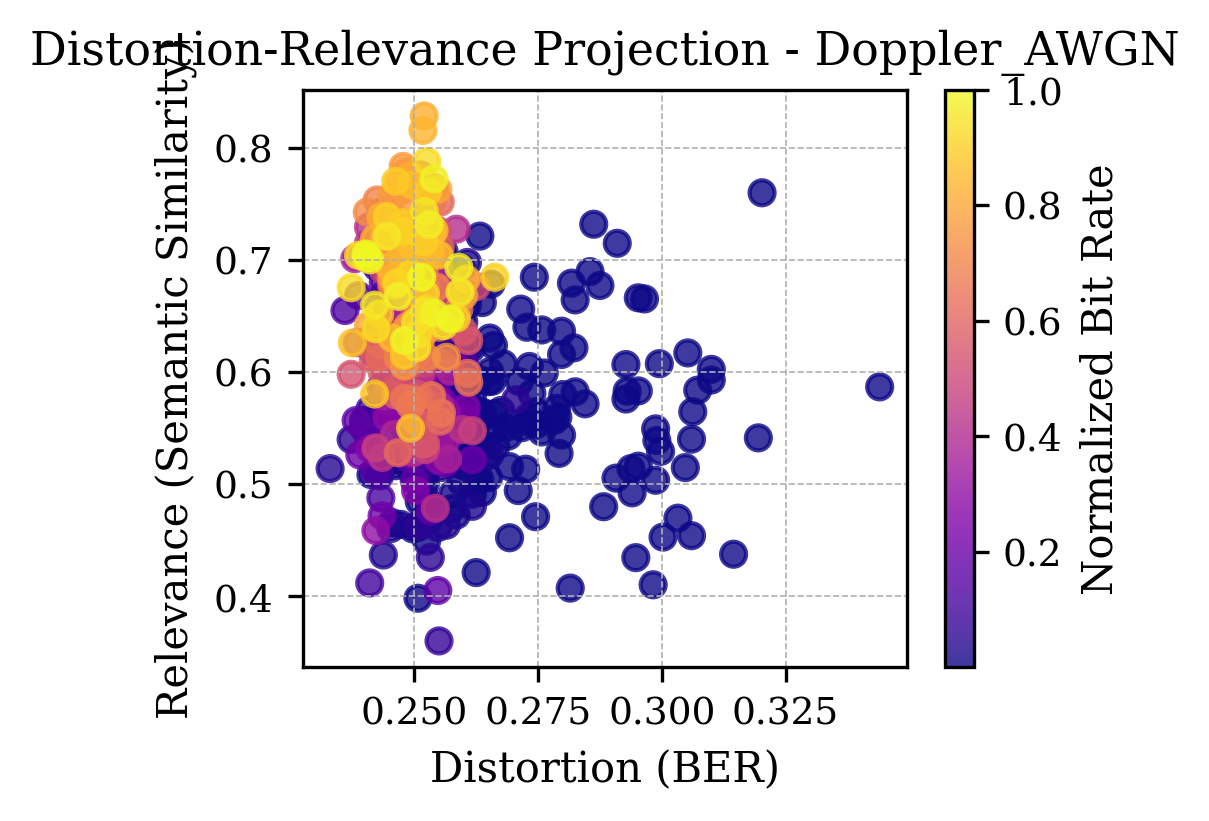 Distortion-Relevance Projection - Doppler_AWGN
Relevance (Semantic Similarity)
0.8
0.7
0.6
0.5
0.4
0.250 0.275 0.300 0.325
Distortion (BER)
1.0
0.8
0.6
0.4
0.2
Normalized Bit Rate